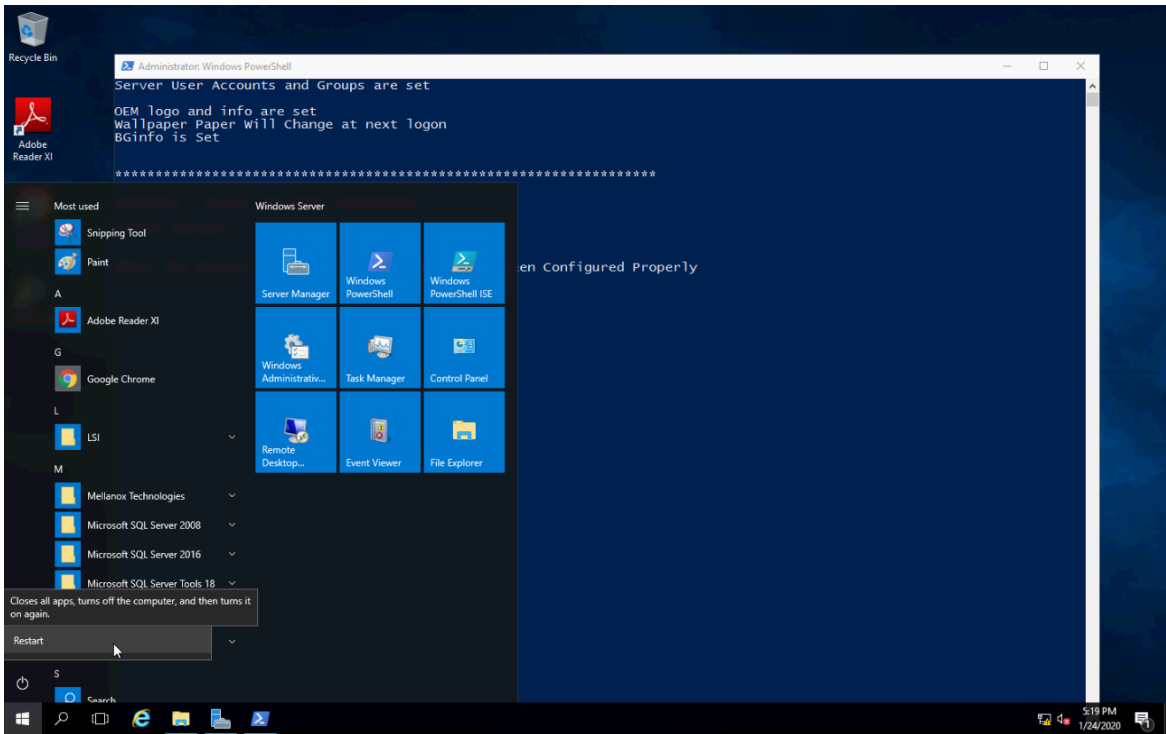 Recycle Bin
Adobe
Reader XI
Administrator: Windows PowerShell
Server User Accounts and Groups are set
OEM logo and info are set
Wallpaper Paper Will Change at next logon
BGinfo is Set
********************************************************************
en Configured Properly
Most used
Snipping Tool
Paint
A
Adobe Reader XI
G
Google Chrome
L
LSI
M
Mellanox Technologies
Microsoft SQL Server 2008
Microsoft SQL Server 2016
Microsoft SQL Server Tools 18
Closes all apps, turns off the computer, and then turns it
on again.
Restart
S
Search
Windows Server
Server Manager
Windows
PowerShell
Windows
PowerShell ISE
Windows
Administrativ...
Task Manager
Control Panel
Remote
Desktop...
Event Viewer
File Explorer
5:19 PM
1/24/2020
1